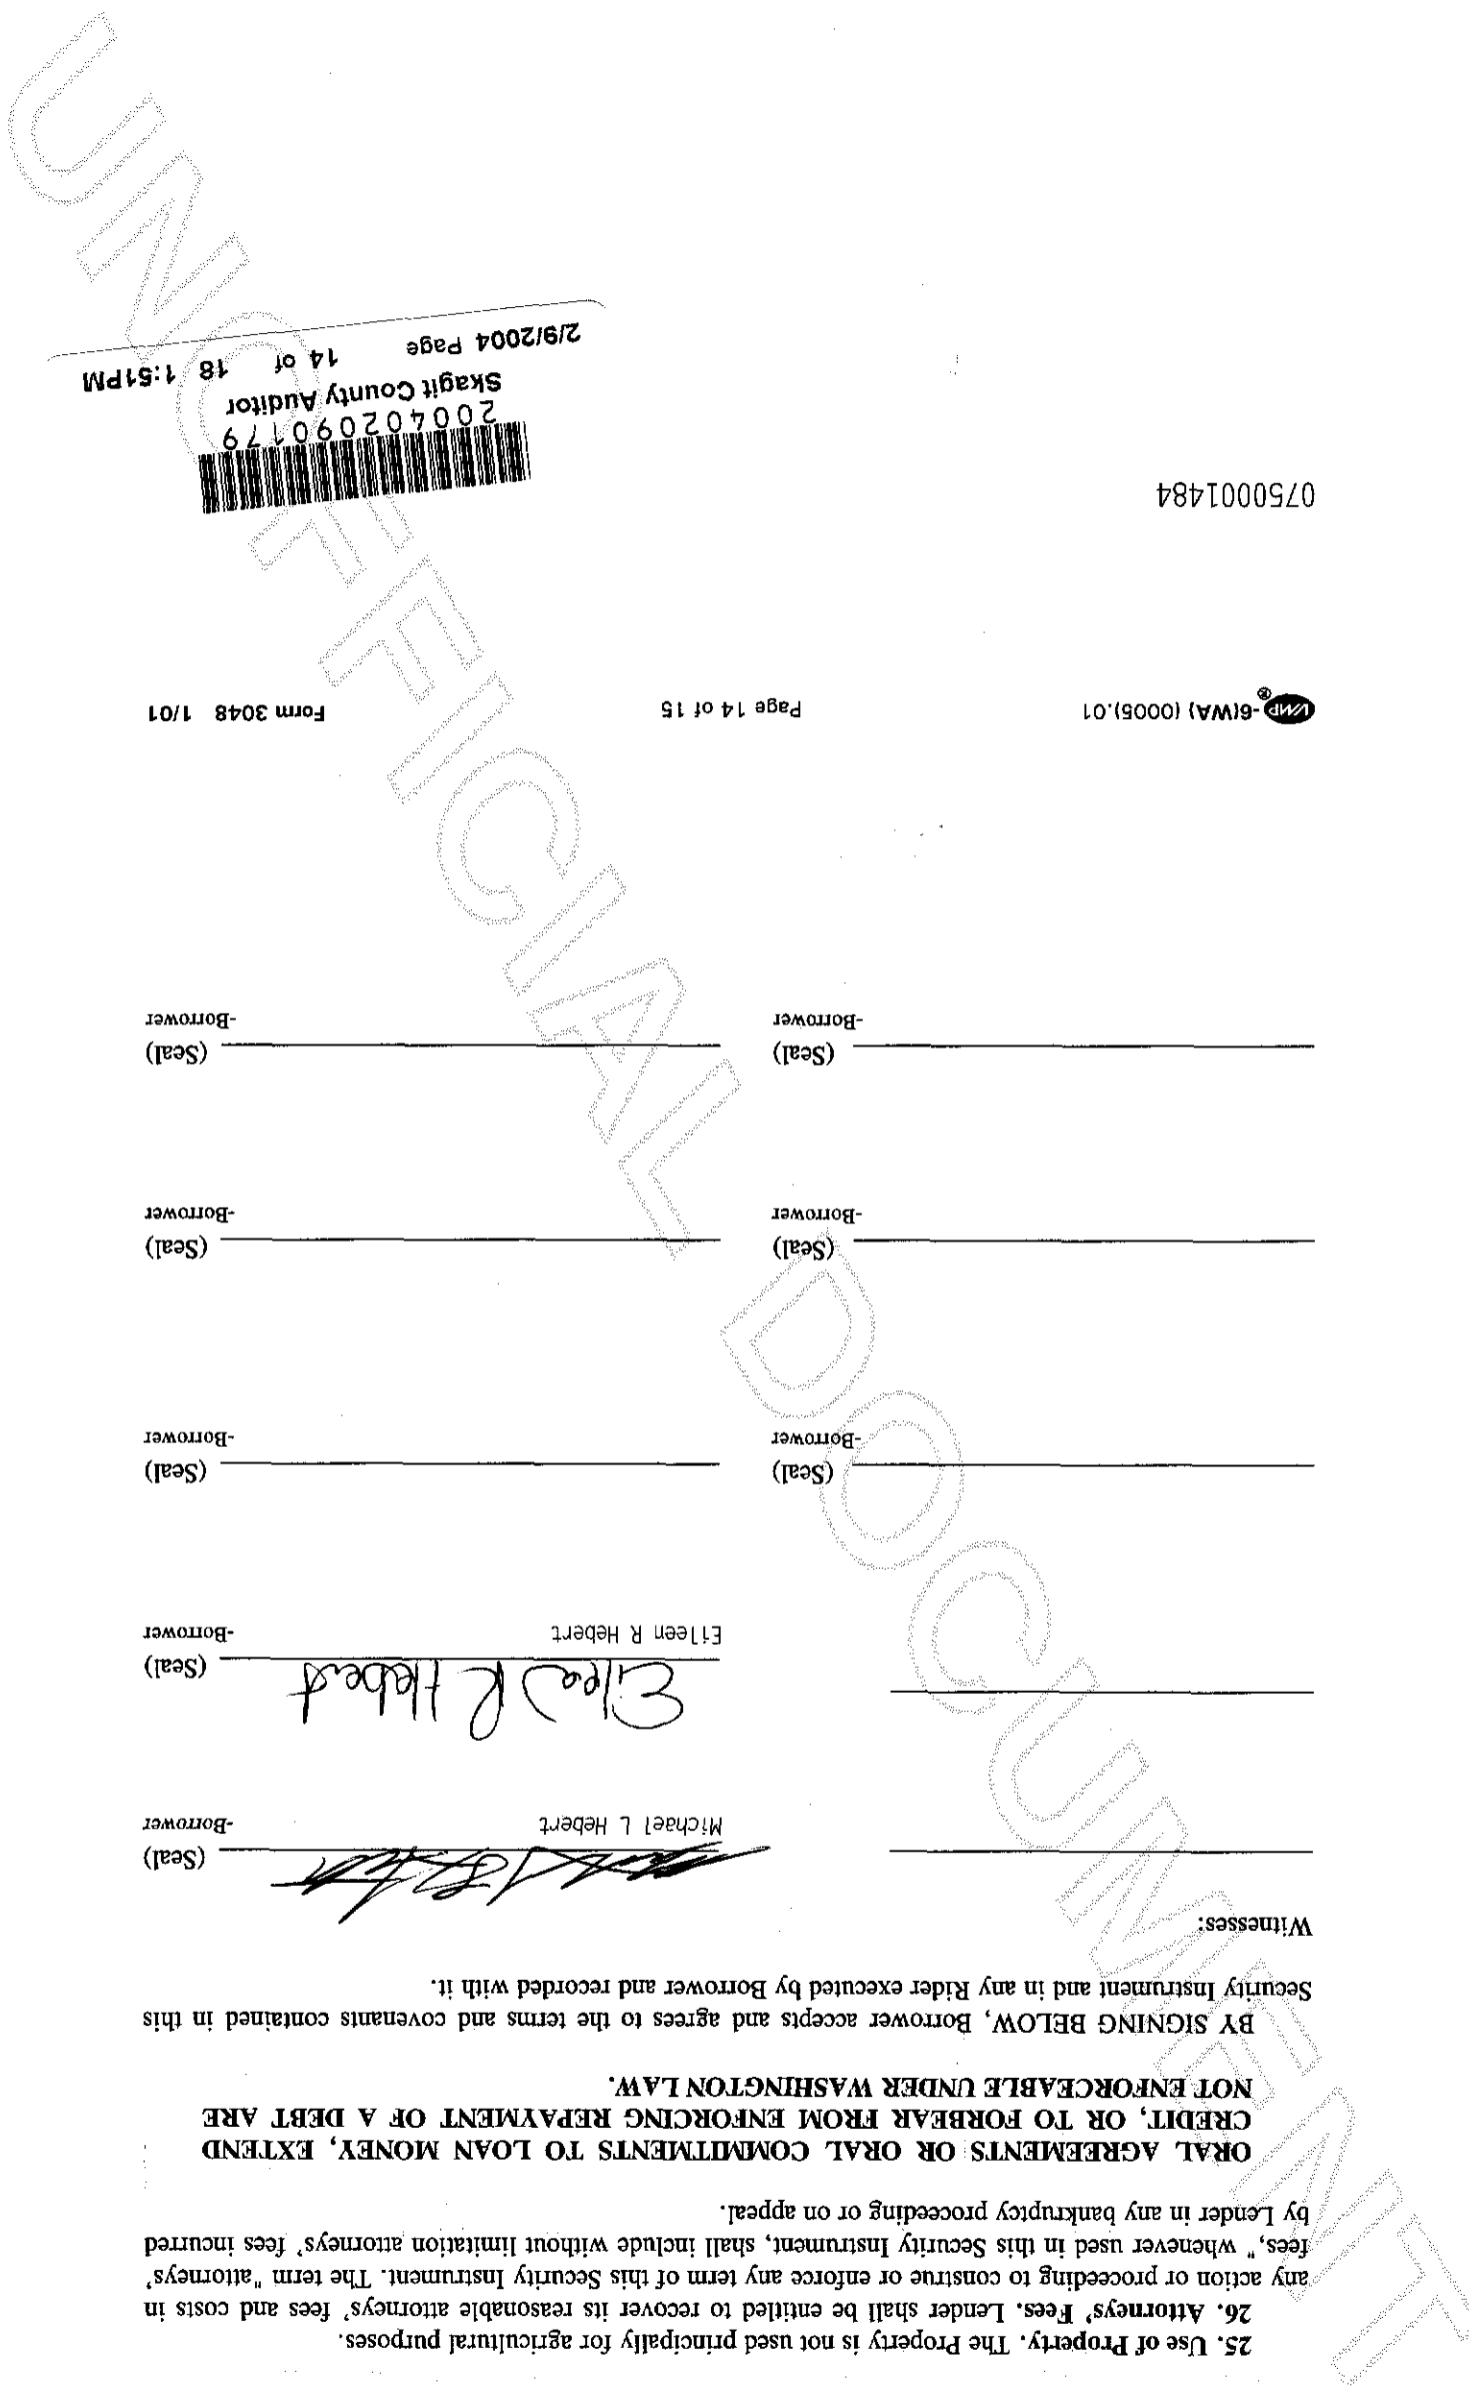 25. Use of Property. The Property is not used principally for agricultural purposes.
26. Attorneys' Fees. Lender shall be entitled to recover its reasonable attorneys' fees and costs in
any action or proceeding to construe or enforce any term of this Security Instrument. The term "attorneys'
fees," whenever used in this Security Instrument, shall include without limitation attorneys' fees incurred
by Lender in any bankruptcy proceeding or on appeal.
ORAL AGREEMENTS OR ORAL COMMITMENTS TO LOAN MONEY, EXTEND
CREDIT, OR TO FORBEAR FROM ENFORCING REPAYMENT OF A DEBT ARE
NOT ENFORCEABLE UNDER WASHINGTON LAW.
BY SIGNING BELOW, Borrower accepts and agrees to the terms and covenants contained in this
Security Instrument and in any Rider executed by Borrower and recorded with it.
Witnesses:
(Seal)
Michael L Hebert
-Borrower
Eileen R Hebert
(Seal)
Eileen R Hebert
-Borrower
(Seal) (Seal)
-Borrower -Borrower
(Seal) (Seal)
-Borrower -Borrower
(Seal) (Seal)
-Borrower -Borrower
VMP®-6(WA) (0005).01 Page 14 of 15 Form 3048 1/01
0750001484
200402090179
Skagit County Auditor
2/9/2004 Page 14 of 18 1:51PM
UNOFFICIAL DOCUMENT